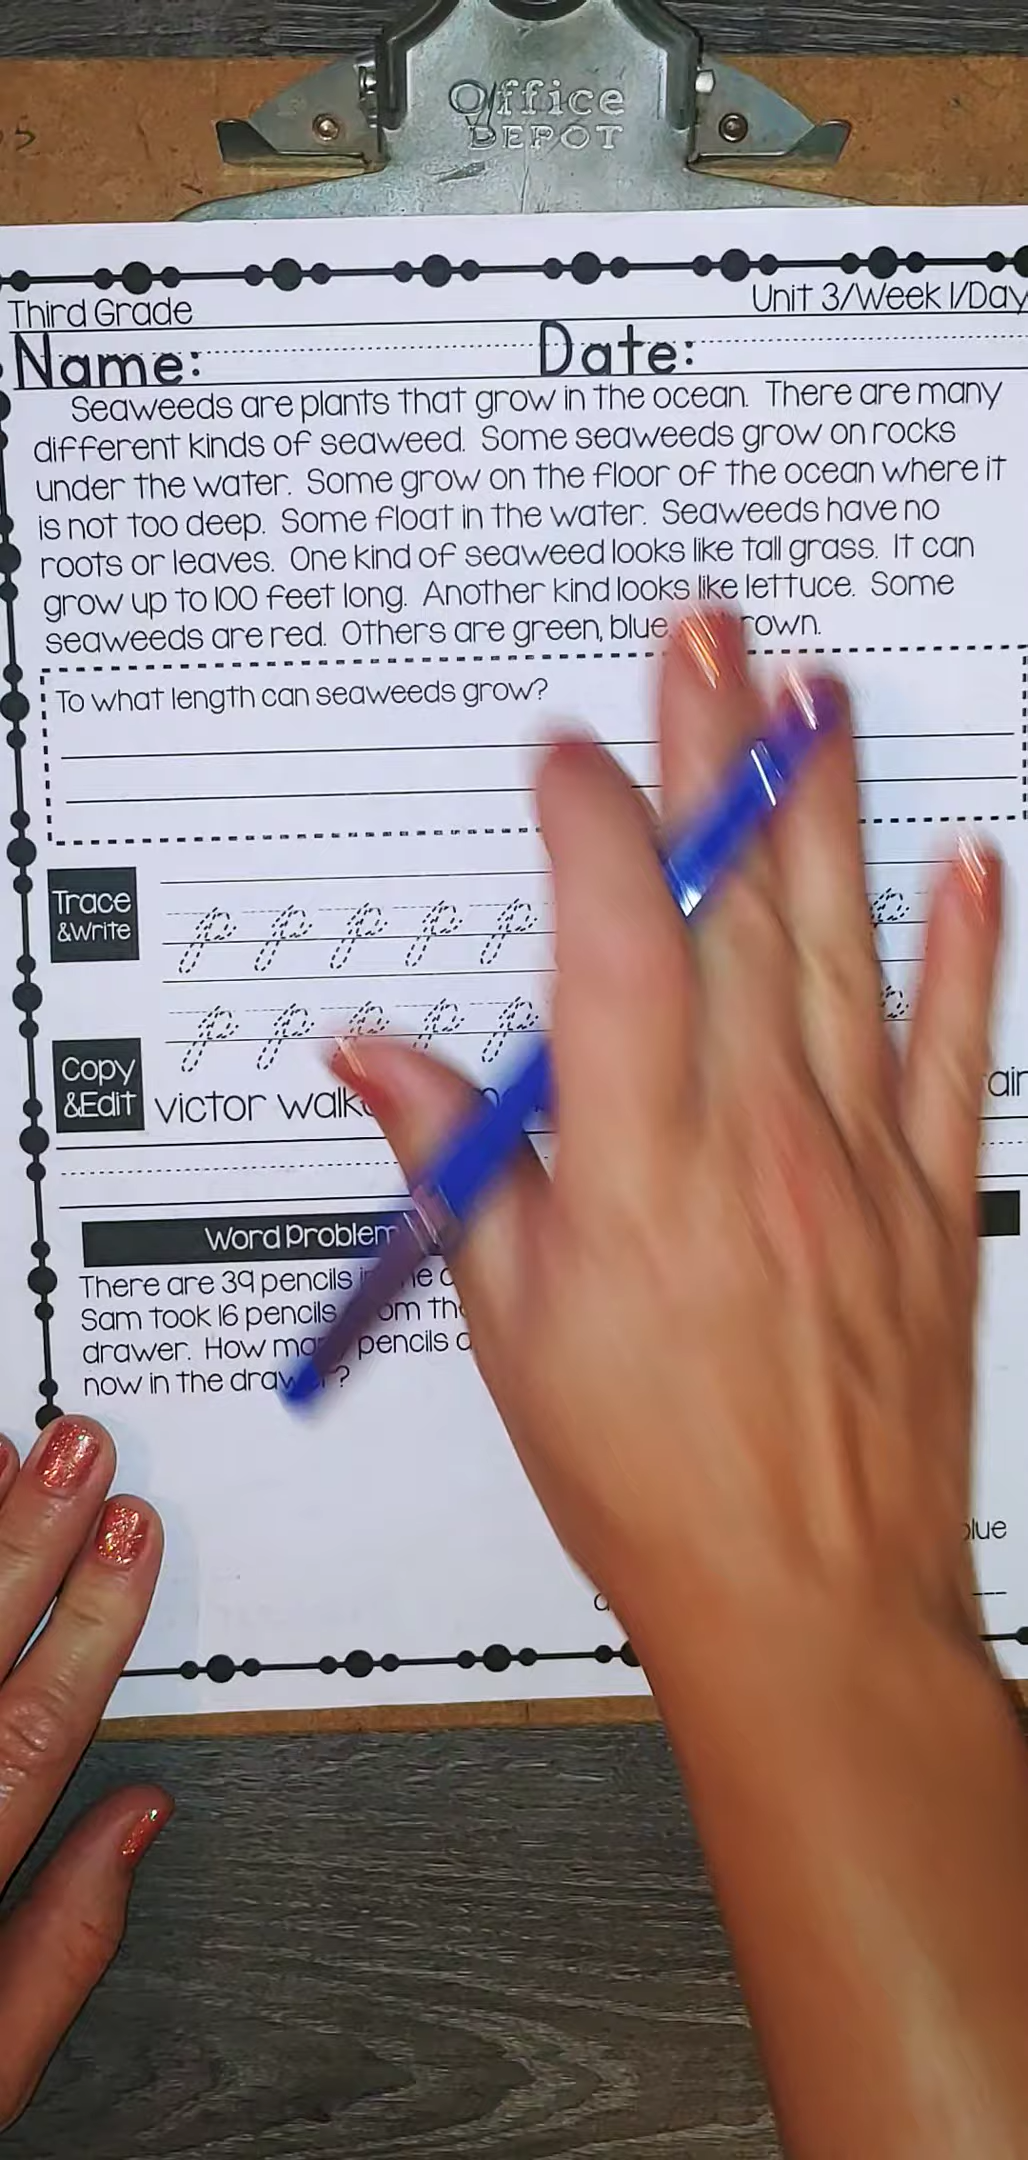 Office
DEPOT
Third Grade
Unit 3/Week 1/Day
Name:
Date:
Seaweeds are plants that grow in the ocean. There are many
different kinds of seaweed. Some seaweeds grow on rocks
under the water. Some grow on the floor of the ocean where it
is not too deep. Some float in the water. Seaweeds have no
roots or leaves. One kind of seaweed looks like tall grass. It can
grow up to 100 feet long. Another kind looks like lettuce. Some
seaweeds are red. Others are green, blue
To what length can seaweeds grow?
Trace
&Write
p p p p p p
p p p p p p
Copy
&Edit
victor
Word Problem
There are 39 pencils
Sam took 16 pencils
drawer. How pencils
now in the